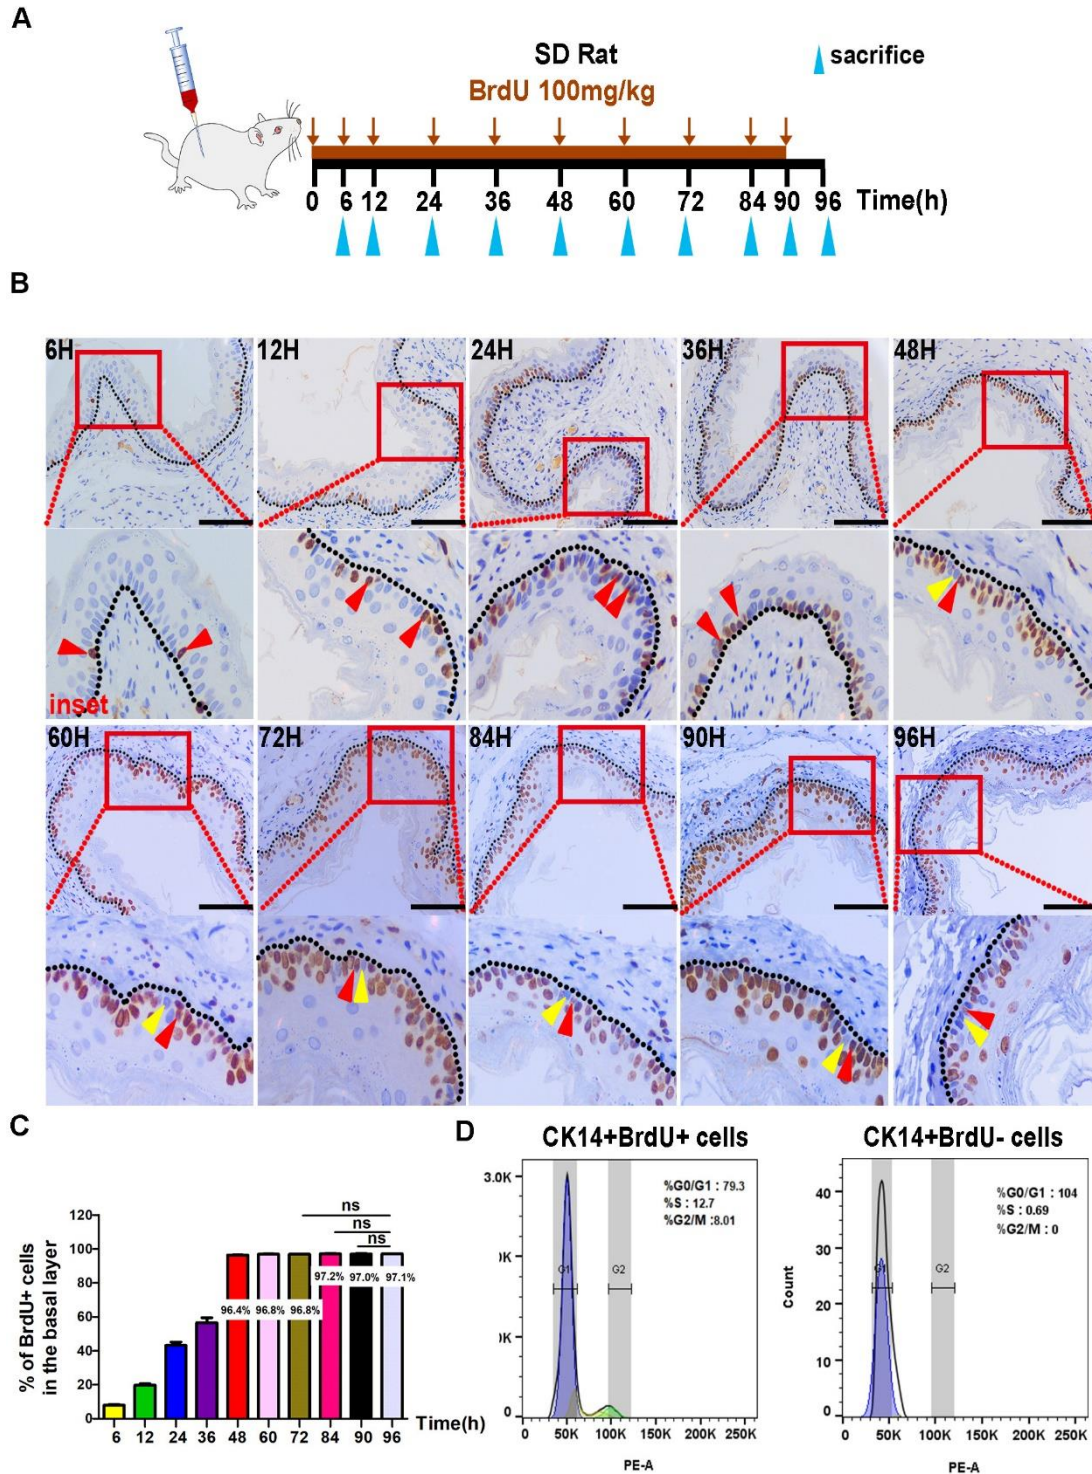 A
SD Rat
sacrifice
BrdU 100mg/kg
0 6 12 24 36 48 60 72 84 90 96 Time(h)
B
6H 12H 24H 36H 48H
inset
60H 72H 84H 90H 96H
C
% of BrdU+ cells
in the basal layer
120
100
80
60
40
20
0
ns
ns
ns
96.4% 96.8% 96.8% 97.2% 97.0% 97.1%
6 12 24 36 48 60 72 84 90 96 Time(h)
D
CK14+BrdU+ cells
3.0K
0K
0K
0
%G0/G1 : 79.3
%S : 12.7
%G2/M :8.01
G1 G2
0 50K 100K 150K 200K 250K
PE-A
CK14+BrdU- cells
Count
40
30
20
10
0
%G0/G1 : 104
%S : 0.69
%G2/M : 0
G1 G2
0 50K 100K 150K 200K 250K
PE-A